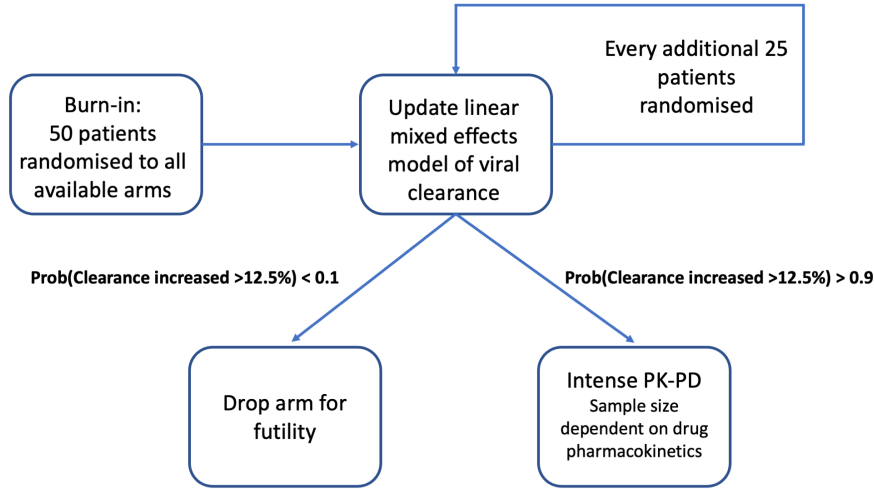 Burn-in:
50 patients
randomised to all
available arms
Update linear
mixed effects
model of viral
clearance
Every additional 25
patients
randomised
Prob(Clearance increased >12.5%) < 0.1
Prob(Clearance increased >12.5%) > 0.9
Drop arm for
futility
Intense PK-PD
Sample size
dependent on drug
pharmacokinetics